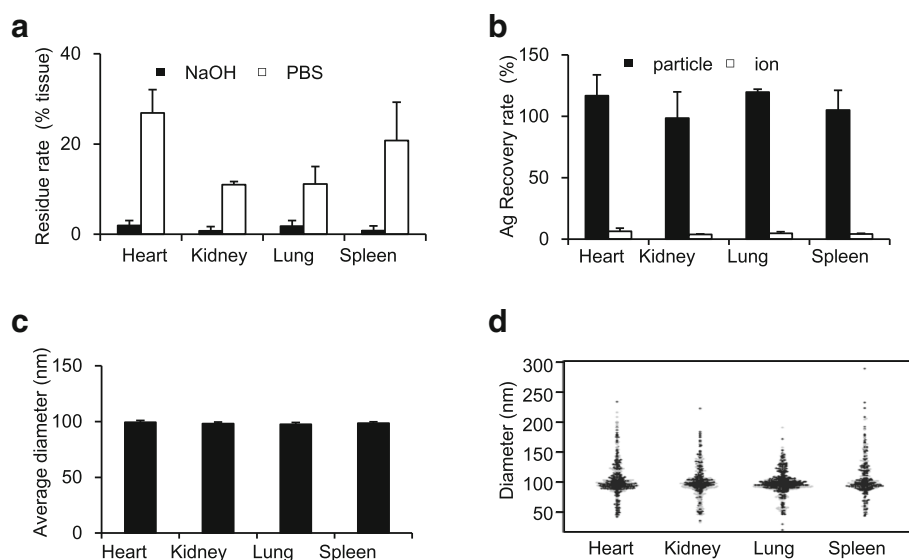 a
Residue rate (% tissue)
40
20
0
NaOH PBS
Heart Kidney Lung Spleen
b
Ag Recovery rate (%)
150
100
50
0
particle ion
Heart Kidney Lung Spleen
c
Average diameter (nm)
150
100
50
0
Heart Kidney Lung Spleen
d
Diameter (nm)
300
250
200
150
100
50
Heart Kidney Lung Spleen